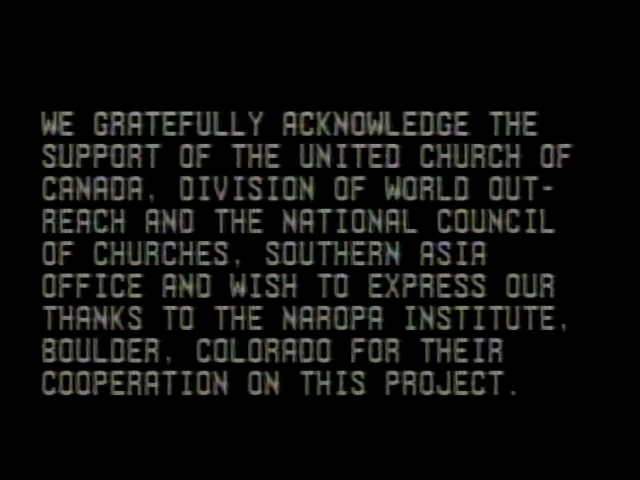 WE GRATEFULLY ACKNOWLEDGE THE
SUPPORT OF THE UNITED CHURCH OF
CANADA, DIVISION OF WORLD OUT-
REACH AND THE NATIONAL COUNCIL
OF CHURCHES, SOUTHERN ASIA
OFFICE AND WISH TO EXPRESS OUR
THANKS TO THE NAROPA INSTITUTE,
BOULDER, COLORADO FOR THEIR
COOPERATION ON THIS PROJECT.